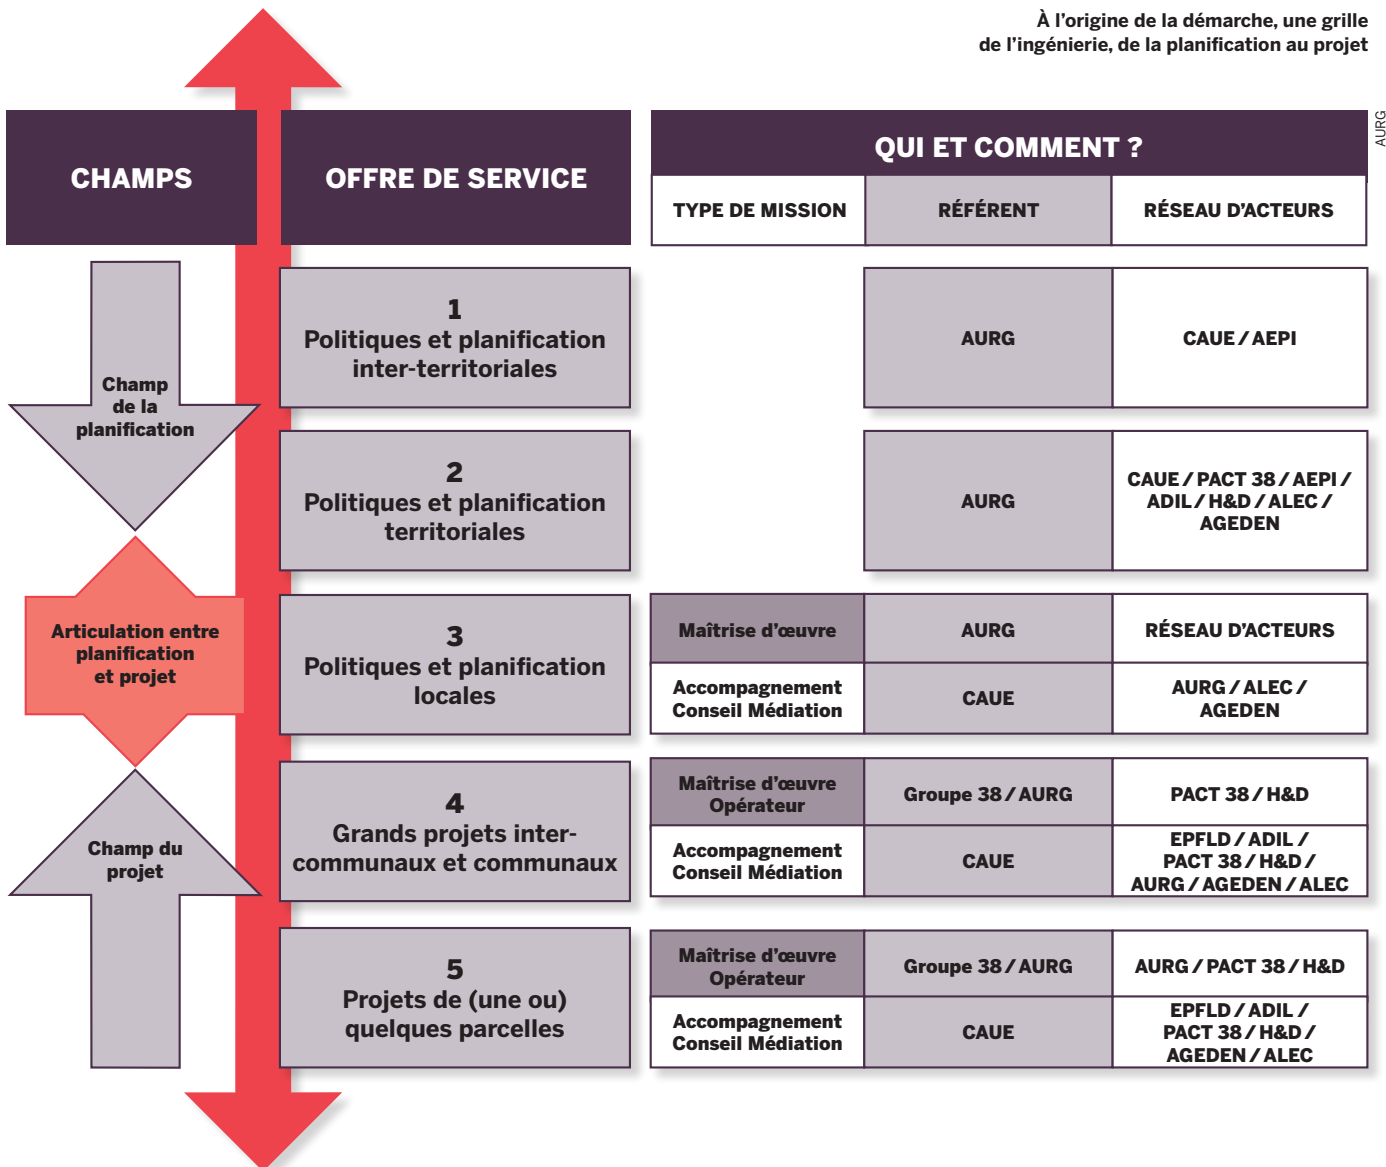 À l'origine de la démarche, une grille
de l'ingénierie, de la planification au projet
AURG
CHAMPS
OFFRE DE SERVICE
QUI ET COMMENT ?
TYPE DE MISSION
RÉFÉRENT
RÉSEAU D'ACTEURS
Champ
de la
planification
Articulation entre
planification
et projet
Champ du
projet
1
Politiques et planification
inter-territoriales
AURG
CAUE / AEPI
2
Politiques et planification
territoriales
AURG
CAUE / PACT 38 / AEPI /
ADIL / H&D / ALEC /
AGEDEN
3
Politiques et planification
locales
Maîtrise d'œuvre
AURG
RÉSEAU D'ACTEURS
Accompagnement
Conseil Médiation
CAUE
AURG / ALEC /
AGEDEN
4
Grands projets inter-
communaux et communaux
Maîtrise d'œuvre
Opérateur
Groupe 38 / AURG
PACT 38 / H&D
Accompagnement
Conseil Médiation
CAUE
EPFLD / ADIL /
PACT 38 / H&D /
AURG / AGEDEN / ALEC
5
Projets de (une ou)
quelques parcelles
Maîtrise d'œuvre
Opérateur
Groupe 38 / AURG
AURG / PACT 38 / H&D
Accompagnement
Conseil Médiation
CAUE
EPFLD / ADIL /
PACT 38 / H&D /
AGEDEN / ALEC